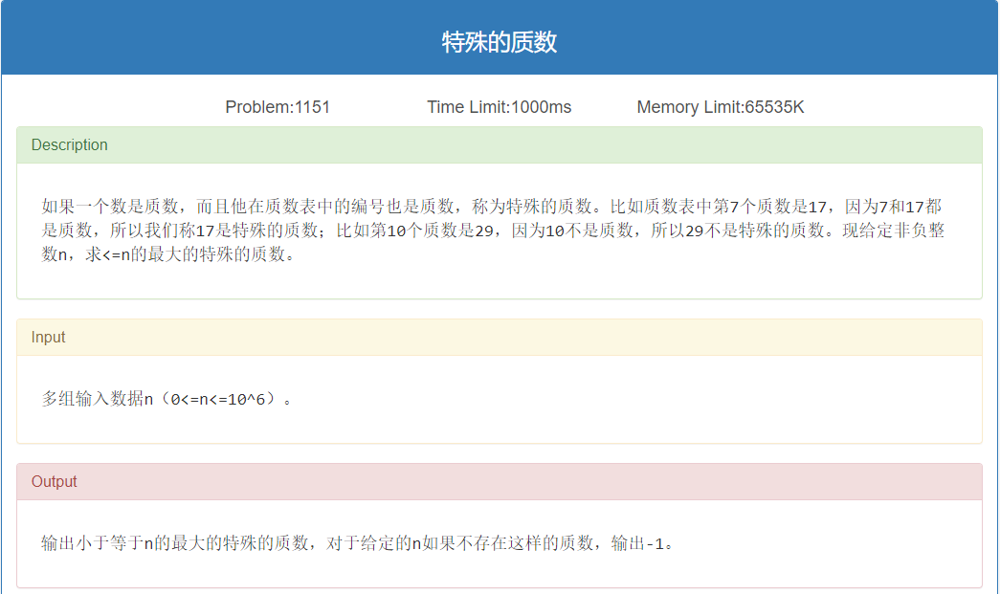 特殊的质数
Problem:1151 Time Limit:1000ms Memory Limit:65535K
Description
如果一个数是质数，而且他在质数表中的编号也是质数，称为特殊的质数。比如质数表中第7个质数是17，因为7和17都
是质数，所以我们称17是特殊的质数；比如第10个质数是29，因为10不是质数，所以29不是特殊的质数。现给定非负整
数n，求<=n的最大的特殊的质数。
Input
多组输入数据n（0<=n<=10^6）。
Output
输出小于等于n的最大的特殊的质数，对于给定的n如果不存在这样的质数，输出-1。